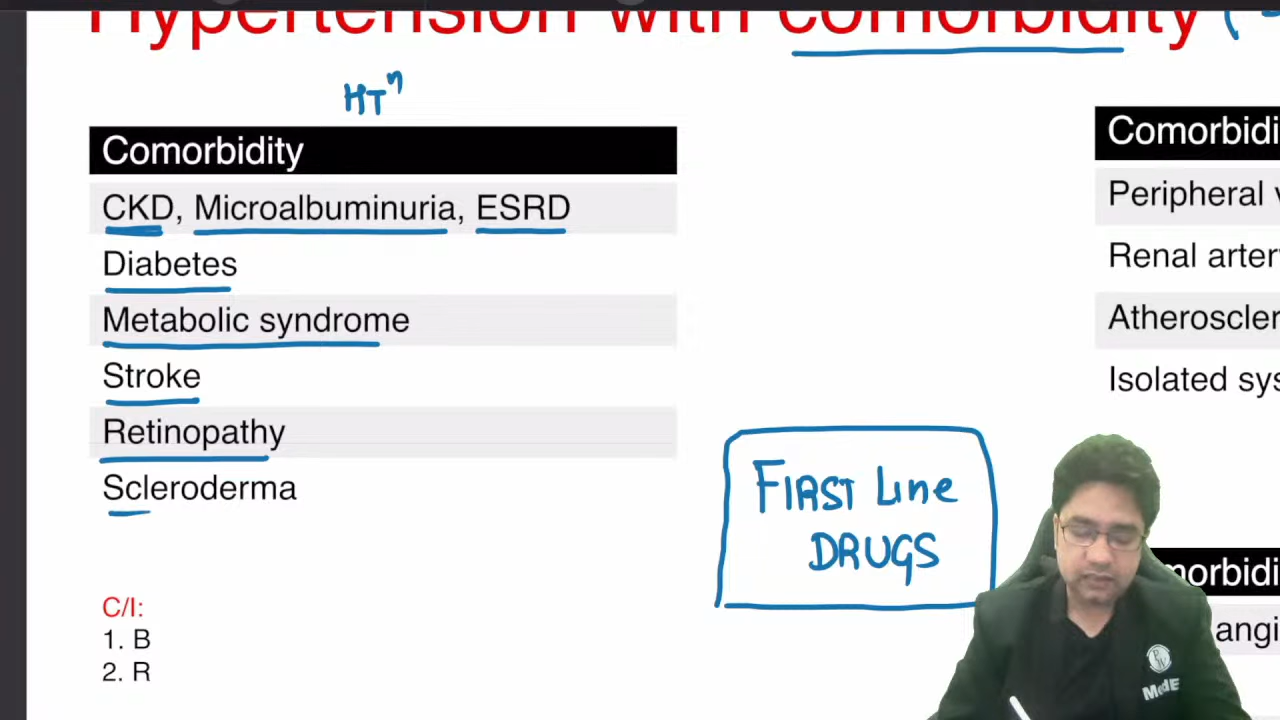 Hypertension with comorbidity (
HTⁿ
Comorbidity
CKD, Microalbuminuria, ESRD
Diabetes
Metabolic syndrome
Stroke
Retinopathy
Scleroderma
C/I:
1. B
2. R
FIRST Line
DRUGS
Comorbidi
Peripheral v
Renal arter
Atheroscler
Isolated sys
morbidi
angi
MedE